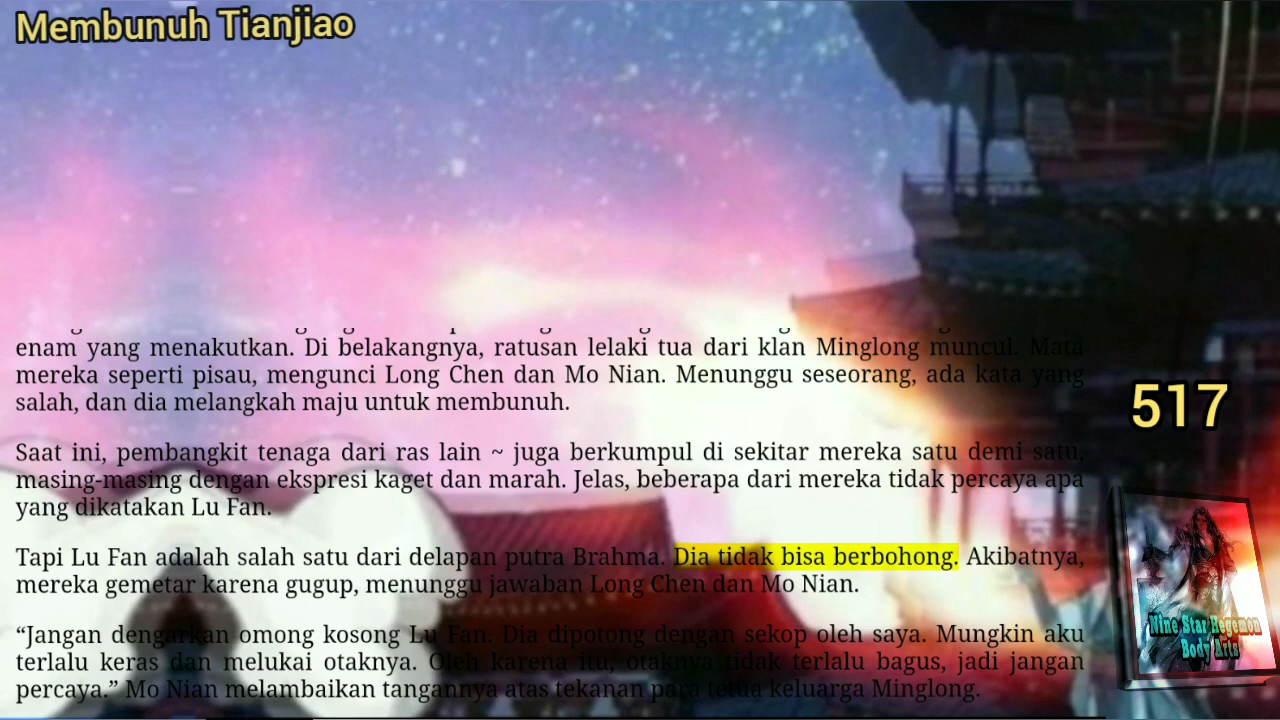 Membunuh Tianjiao
enam yang menakutkan. Di belakangnya, ratusan lelaki tua dari klan Minglong muncul. Mata
mereka seperti pisau, mengunci Long Chen dan Mo Nian. Menunggu seseorang, ada kata yang
salah, dan dia melangkah maju untuk membunuh.
Saat ini, pembangkit tenaga dari ras lain ~ juga berkumpul di sekitar mereka satu demi satu,
masing-masing dengan ekspresi kaget dan marah. Jelas, beberapa dari mereka tidak percaya apa
yang dikatakan Lu Fan.
Tapi Lu Fan adalah salah satu dari delapan putra Brahma. Dia tidak bisa berbohong. Akibatnya,
mereka gemetar karena gugup, menunggu jawaban Long Chen dan Mo Nian.
“Jangan dengarkan omong kosong Lu Fan. Dia dipotong dengan sekop oleh saya. Mungkin aku
terlalu keras dan melukai otaknya. Oleh karena itu, otaknya tidak terlalu bagus, jadi jangan
percaya.” Mo Nian melambaikan tangannya atas tekanan para tetua keluarga Minglong.
517
Nine Star Hegemon
Body Arts